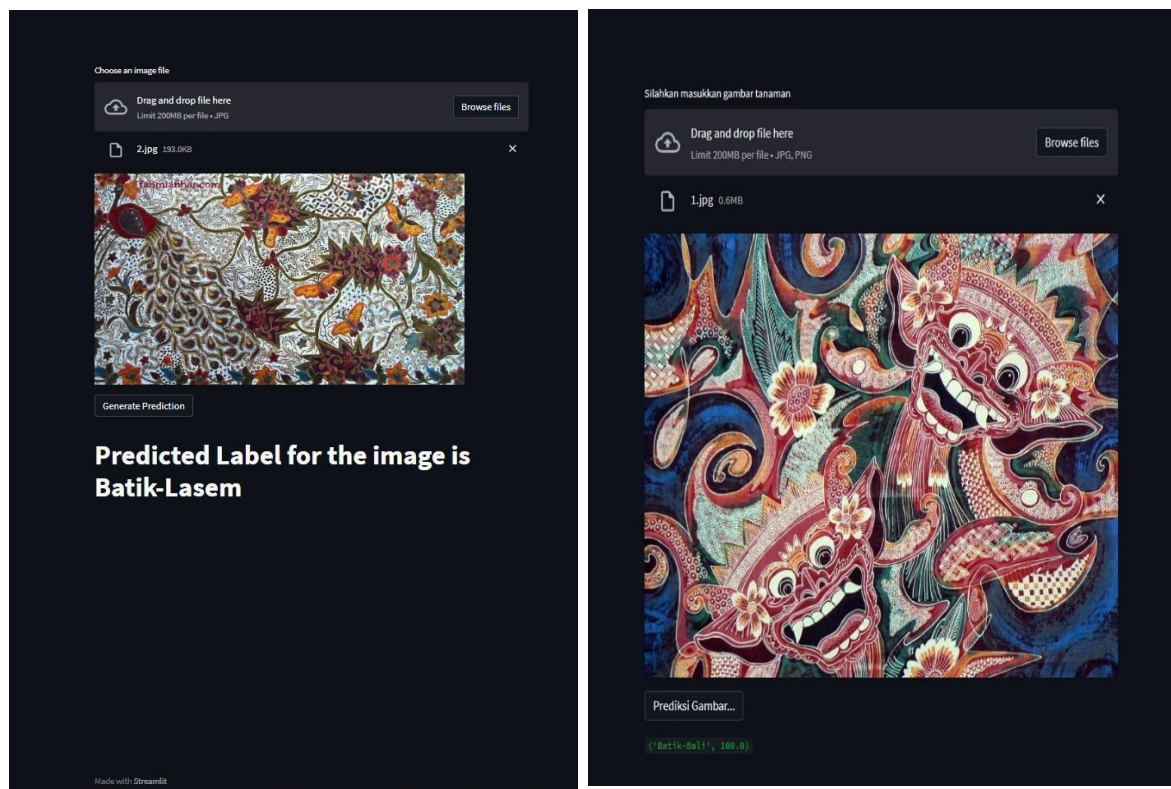 Choose an image file
Drag and drop file here
Limit 200MB per file • JPG
Browse files
2.jpg 193.0KB
fahmianhar.com
Generate Prediction
Predicted Label for the image is
Batik-Lasem
Made with Streamlit
Silahkan masukkan gambar tanaman
Drag and drop file here
Limit 200MB per file • JPG, PNG
Browse files
1.jpg 0.6MB
Prediksi Gambar...
('Batik-Bali', 100.0)